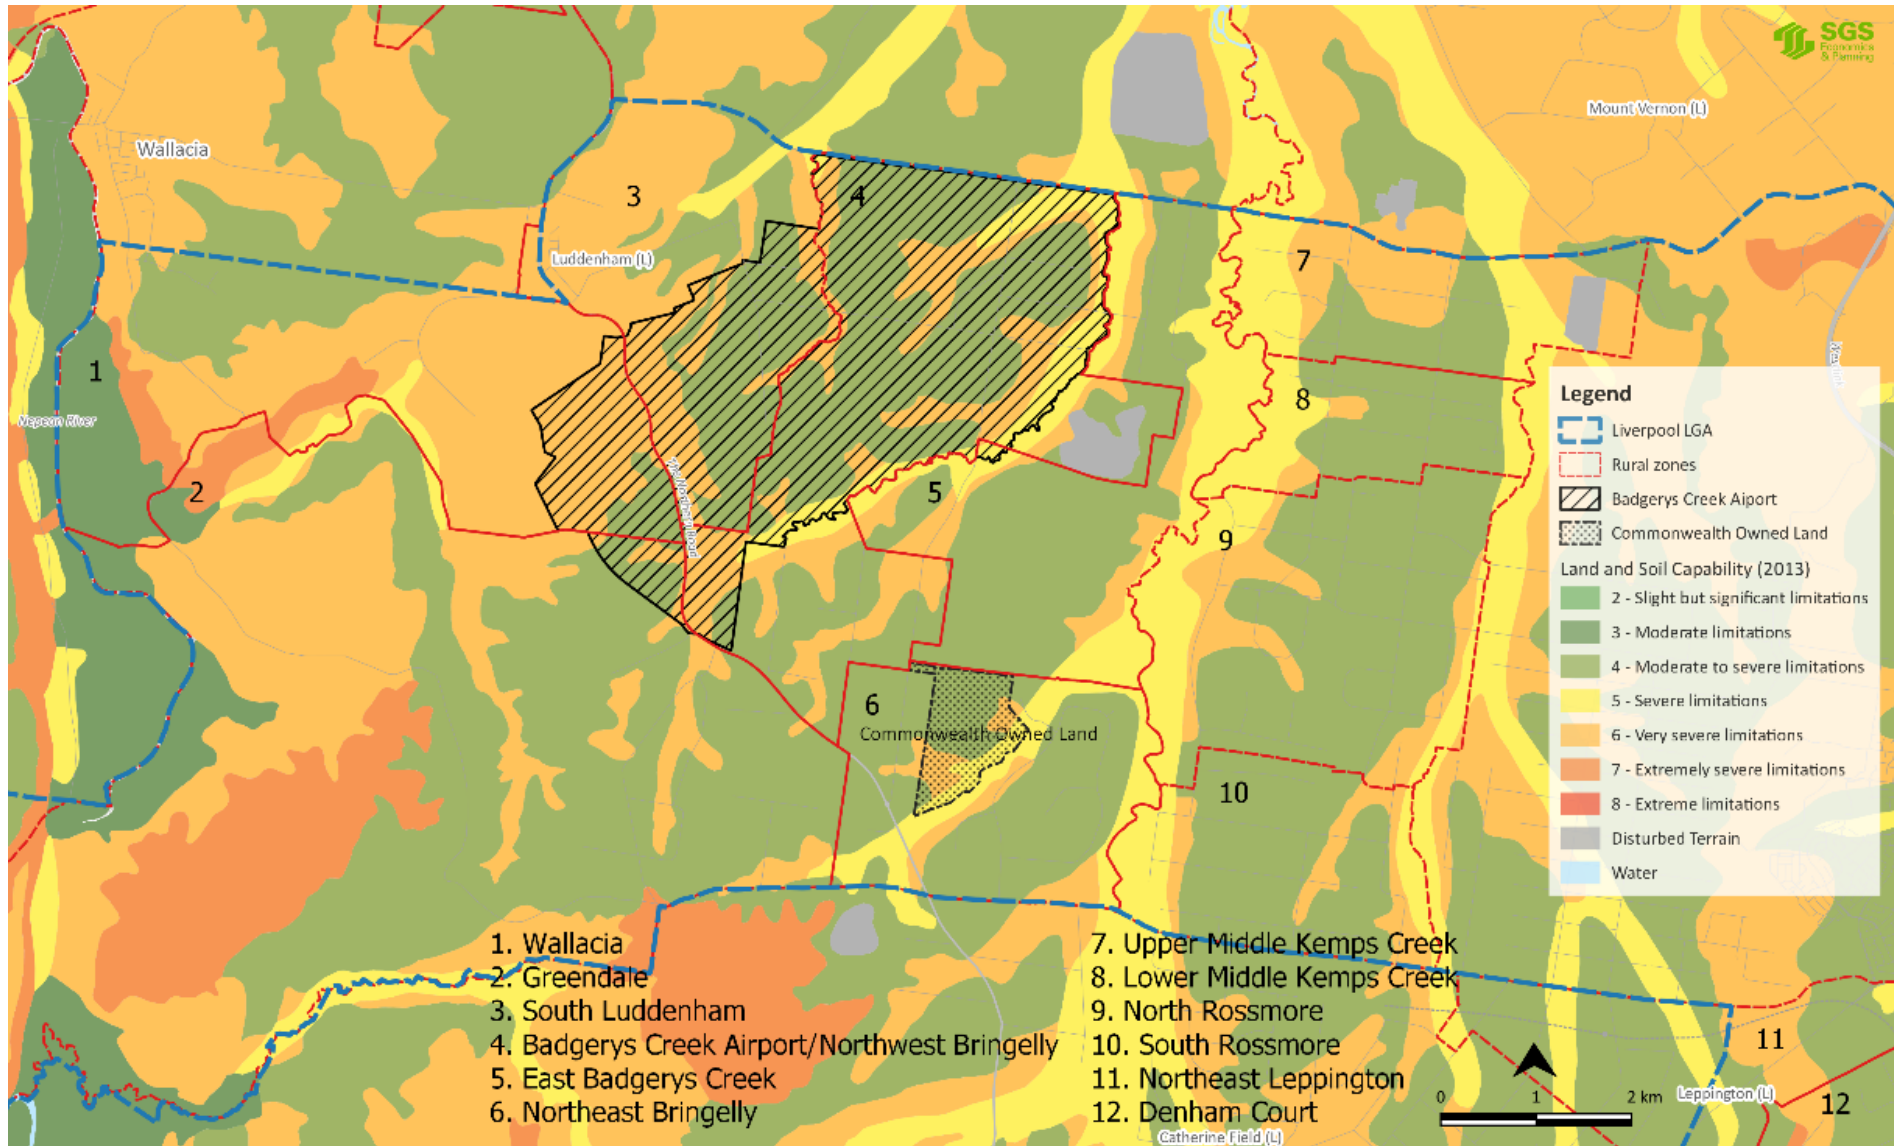 SGS
Economics
& Planning
Mount Vernon (L)
Wallacia
3
4
Luddenham (L)
7
1
8
Nepean River
2
5
The Northern Road
9
6
Commonwealth Owned Land
10
Legend
Liverpool LGA
Rural zones
Badgerys Creek Aiport
Commonwealth Owned Land
Land and Soil Capability (2013)
2 - Slight but significant limitations
3 - Moderate limitations
4 - Moderate to severe limitations
5 - Severe limitations
6 - Very severe limitations
7 - Extremely severe limitations
8 - Extreme limitations
Disturbed Terrain
Water
1. Wallacia
2. Greendale
3. South Luddenham
4. Badgerys Creek Airport/Northwest Bringelly
5. East Badgerys Creek
6. Northeast Bringelly
7. Upper Middle Kemps Creek
8. Lower Middle Kemps Creek
9. North Rossmore
10. South Rossmore
11. Northeast Leppington
12. Denham Court
11
0 1 2 km
Leppington (L)
12
Catherine Field (L)